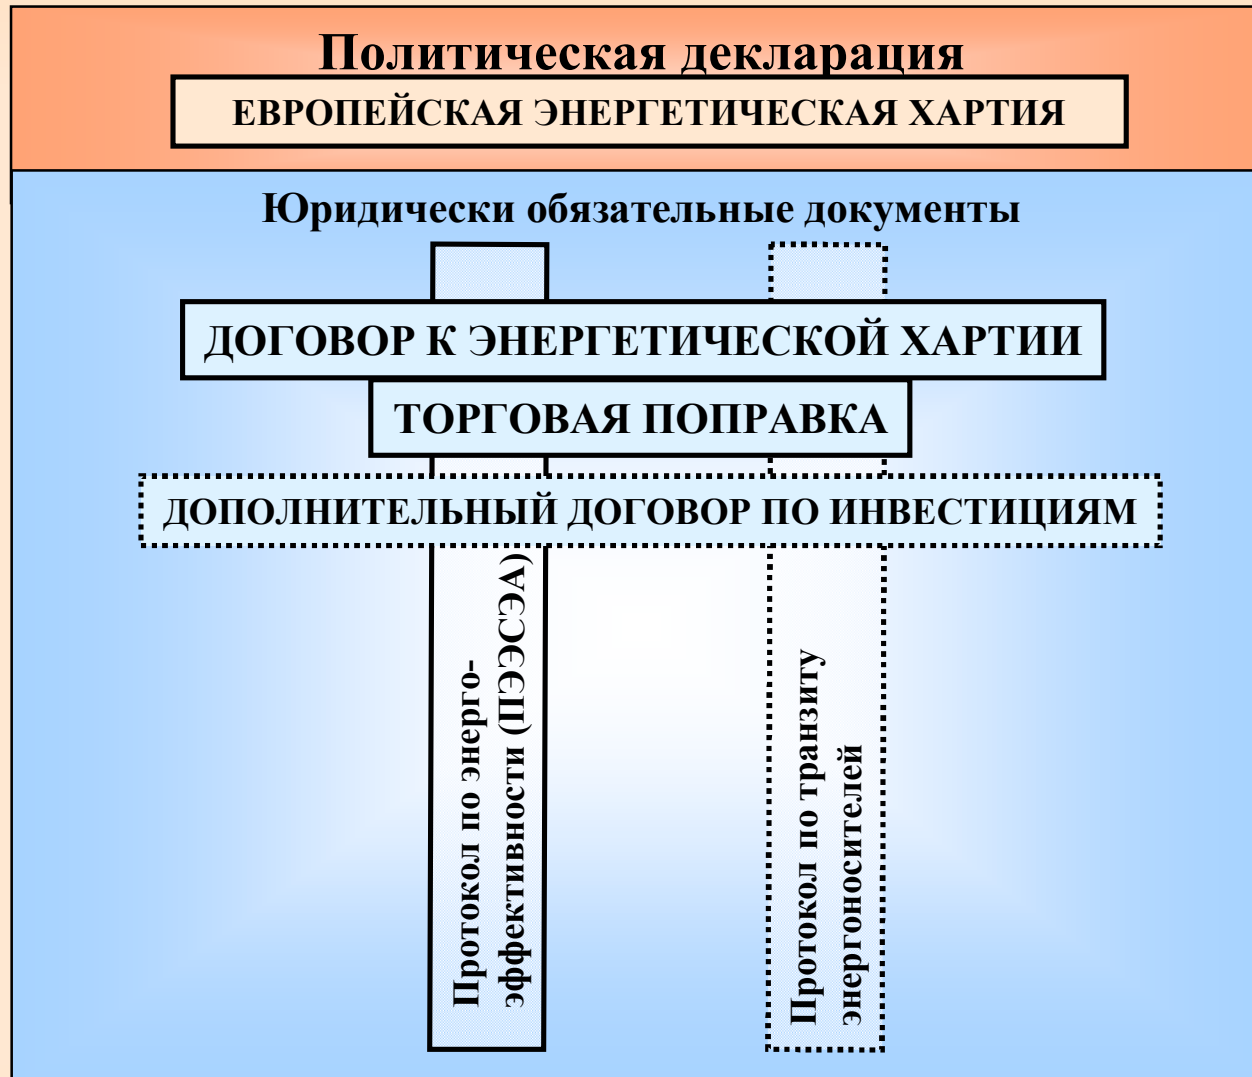 Политическая декларация
ЕВРОПЕЙСКАЯ ЭНЕРГЕТИЧЕСКАЯ ХАРТИЯ
Юридически обязательные документы
ДОГОВОР К ЭНЕРГЕТИЧЕСКОЙ ХАРТИИ
ТОРГОВАЯ ПОПРАВКА
ДОПОЛНИТЕЛЬНЫЙ ДОГОВОР ПО ИНВЕСТИЦИЯМ
Протокол по энерго-
эффективности (ПЭЭСЭА)
Протокол по транзиту
энергоносителей